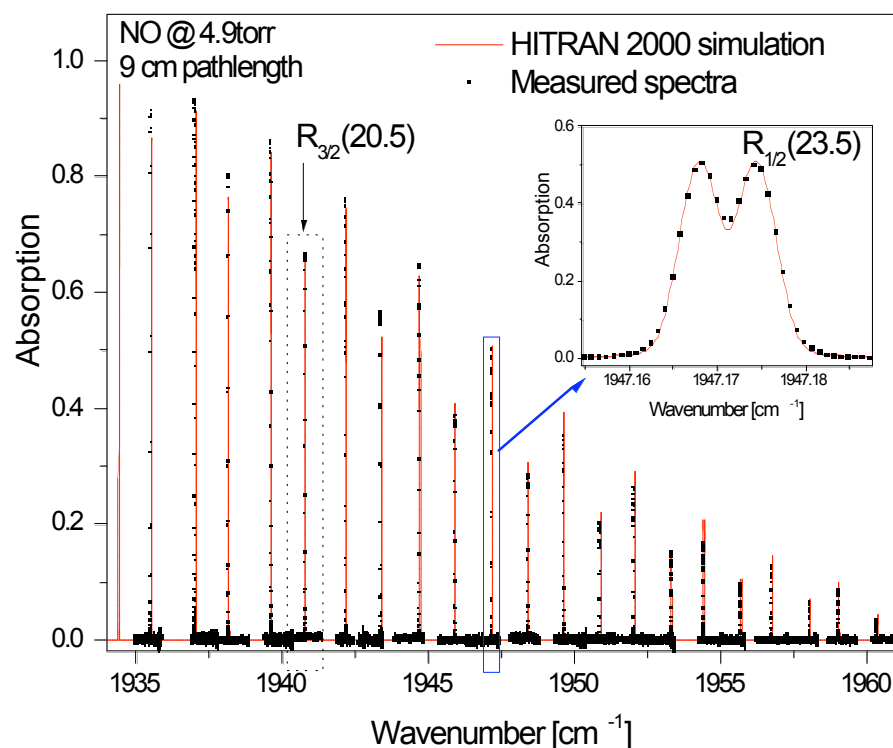 NO @ 4.9torr
9 cm pathlength
HITRAN 2000 simulation
Measured spectra
R3/2(20.5)
R1/2(23.5)
Absorption
0.6
0.4
0.2
0.0
1947.16
1947.17
1947.18
Wavenumber [cm -1]
Absorption
1.0
0.8
0.6
0.4
0.2
0.0
1935
1940
1945
1950
1955
1960
Wavenumber [cm -1]